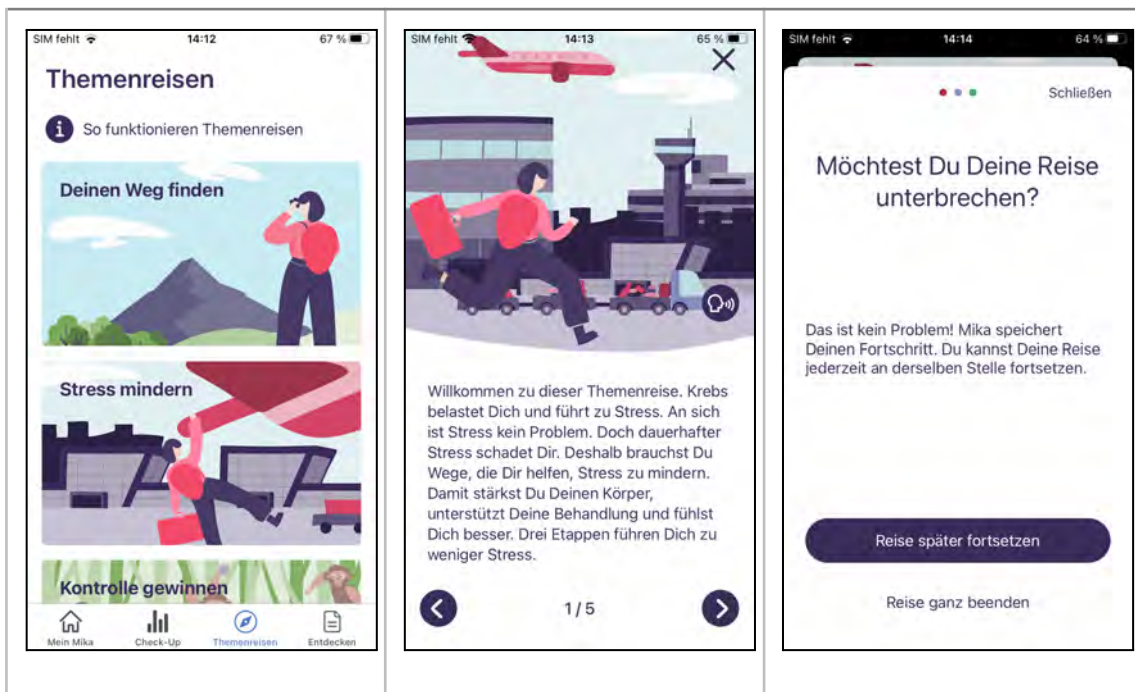 SIM fehlt 14:12 67 %
Themenreisen
i So funktionieren Themenreisen
Deinen Weg finden
Stress mindern
Kontrolle gewinnen
Mein Mika Check-Up Themenreisen Entdecken
SIM fehlt 14:13 65 %
Willkommen zu dieser Themenreise. Krebs
belastet Dich und führt zu Stress. An sich
ist Stress kein Problem. Doch dauerhafter
Stress schadet Dir. Deshalb brauchst Du
Wege, die Dir helfen, Stress zu mindern.
Damit stärkst Du Deinen Körper,
unterstützt Deine Behandlung und fühlst
Dich besser. Drei Etappen führen Dich zu
weniger Stress.
1 / 5
SIM fehlt 14:14 64 %
Schließen
Möchtest Du Deine Reise
unterbrechen?
Das ist kein Problem! Mika speichert
Deinen Fortschritt. Du kannst Deine Reise
jederzeit an derselben Stelle fortsetzen.
Reise später fortsetzen
Reise ganz beenden